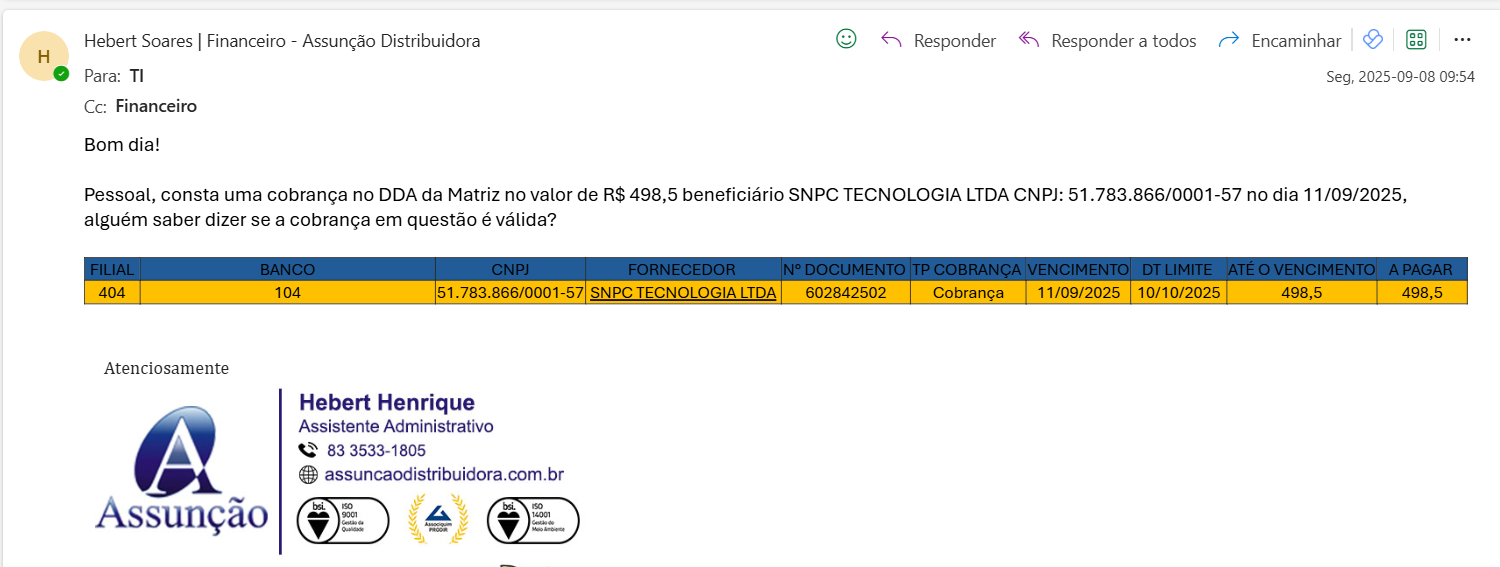 H
Hebert Soares | Financeiro - Assunção Distribuidora
Responder
Responder a todos
Encaminhar
Para: TI
Seg, 2025-09-08 09:54
Cc: Financeiro
Bom dia!
Pessoal, consta uma cobrança no DDA da Matriz no valor de R$ 498,5 beneficiário SNPC TECNOLOGIA LTDA CNPJ: 51.783.866/0001-57 no dia 11/09/2025,
alguém saber dizer se a cobrança em questão é válida?
FILIAL BANCO CNPJ FORNECEDOR Nº DOCUMENTO TP COBRANÇA VENCIMENTO DT LIMITE ATÉ O VENCIMENTO A PAGAR
404 104 51.783.866/0001-57 SNPC TECNOLOGIA LTDA 602842502 Cobrança 11/09/2025 10/10/2025 498,5 498,5
Atenciosamente
A
Assunção
Hebert Henrique
Assistente Administrativo
83 3533-1805
assuncaodistribuidora.com.br
bsi. ISO 9001 Gestão da Qualidade
Associquim PRODIR
bsi. ISO 14001 Gestão do Meio Ambiente